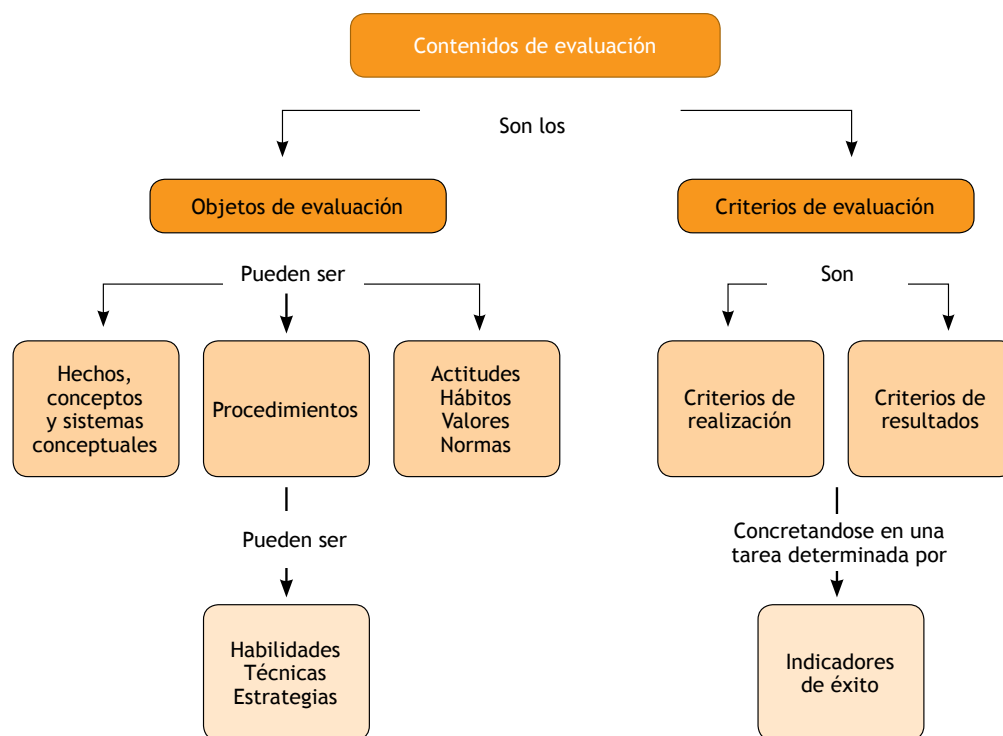 Contenidos de evaluación
Son los
Objetos de evaluación
Criterios de evaluación
Pueden ser
Son
Hechos,
conceptos
y sistemas
conceptuales
Procedimientos
Actitudes
Hábitos
Valores
Normas
Criterios de
realización
Criterios de
resultados
Pueden ser
Concretandose en una
tarea determinada por
Habilidades
Técnicas
Estrategias
Indicadores
de éxito